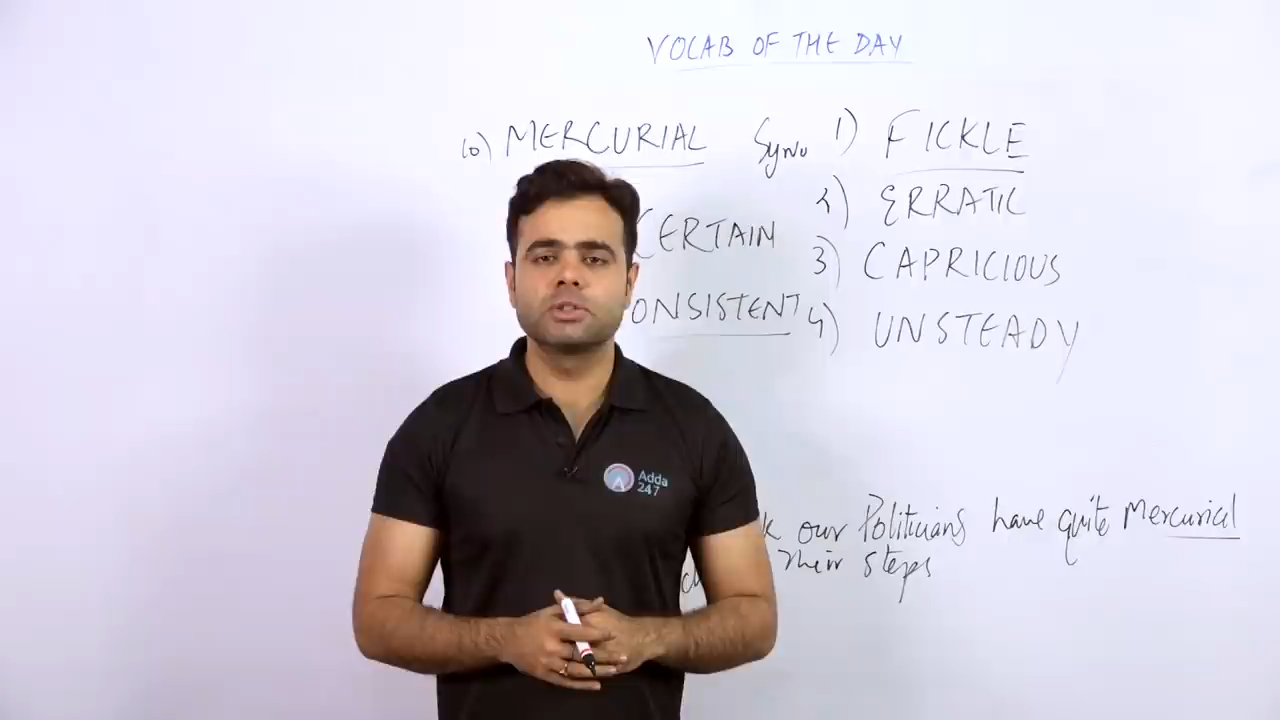 VOCAB OF THE DAY
10) MERCURIAL Syno 1) FICKLE
2) ERRATIC
CERTAIN
3) CAPRICIOUS
ONSISTENT 4) UNSTEADY
Adda
247
k our Politicians have quite Mercurial
their steps